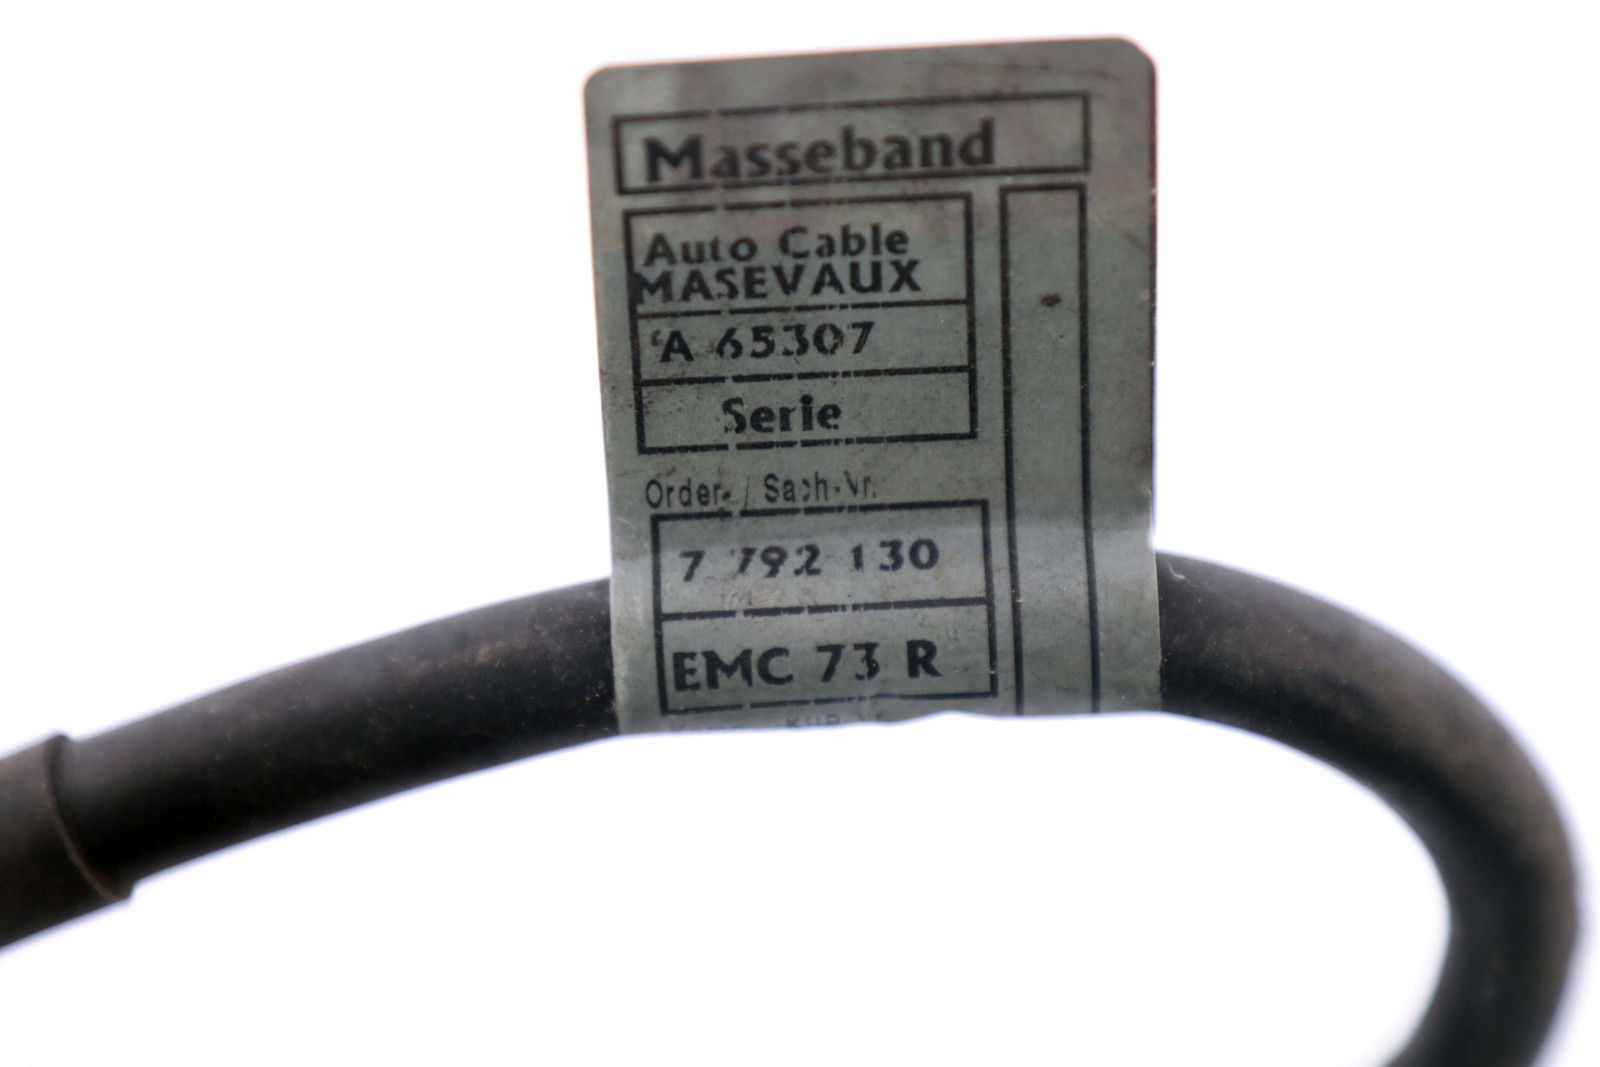 Masseband
Auto Cable
MASEVAUX
A 65307
Serie
Order- / Sach-Nr.
7 792 130
EMC 73 R